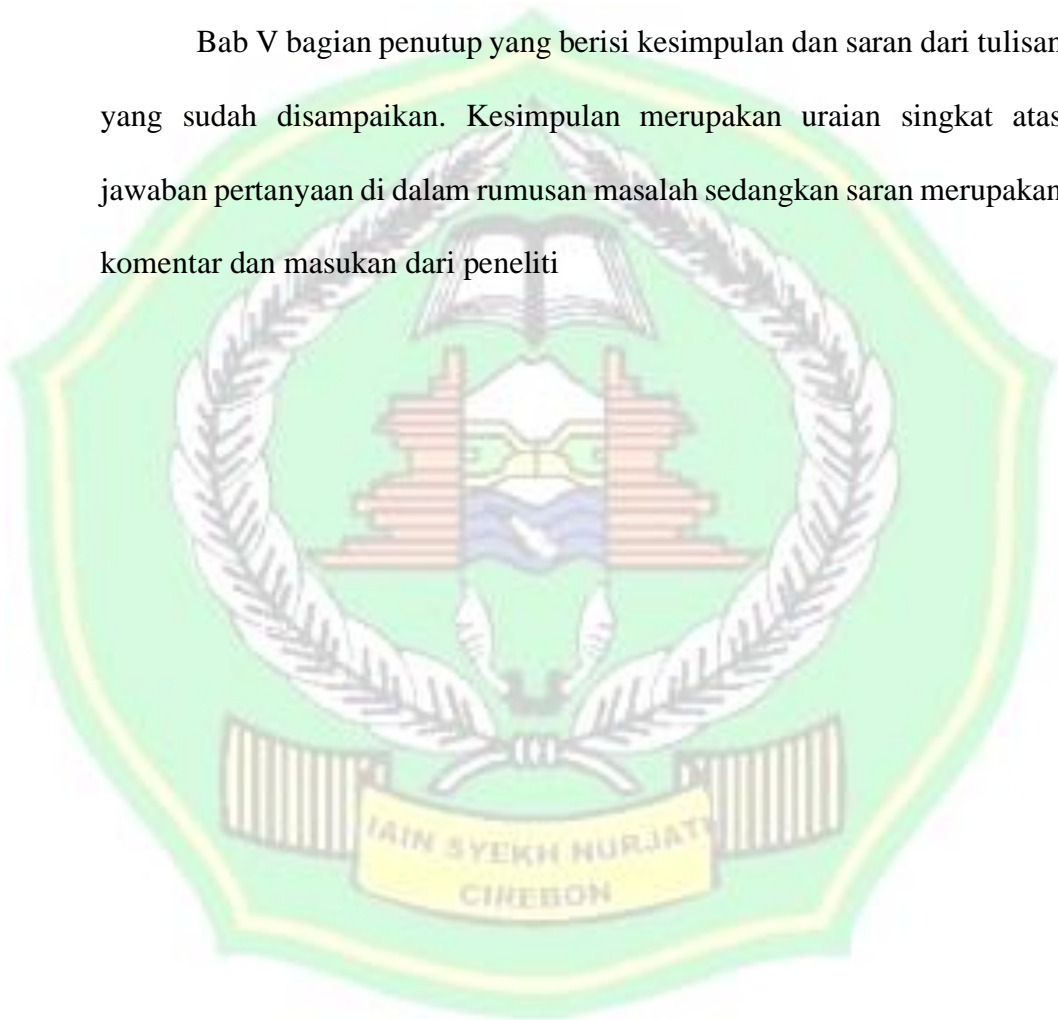 Bab V bagian penutup yang berisi kesimpulan dan saran dari tulisan
yang sudah disampaikan. Kesimpulan merupakan uraian singkat atas
jawaban pertanyaan di dalam rumusan masalah sedangkan saran merupakan
komentar dan masukan dari peneliti
IAIN SYEKH NURJATI
CIREBON